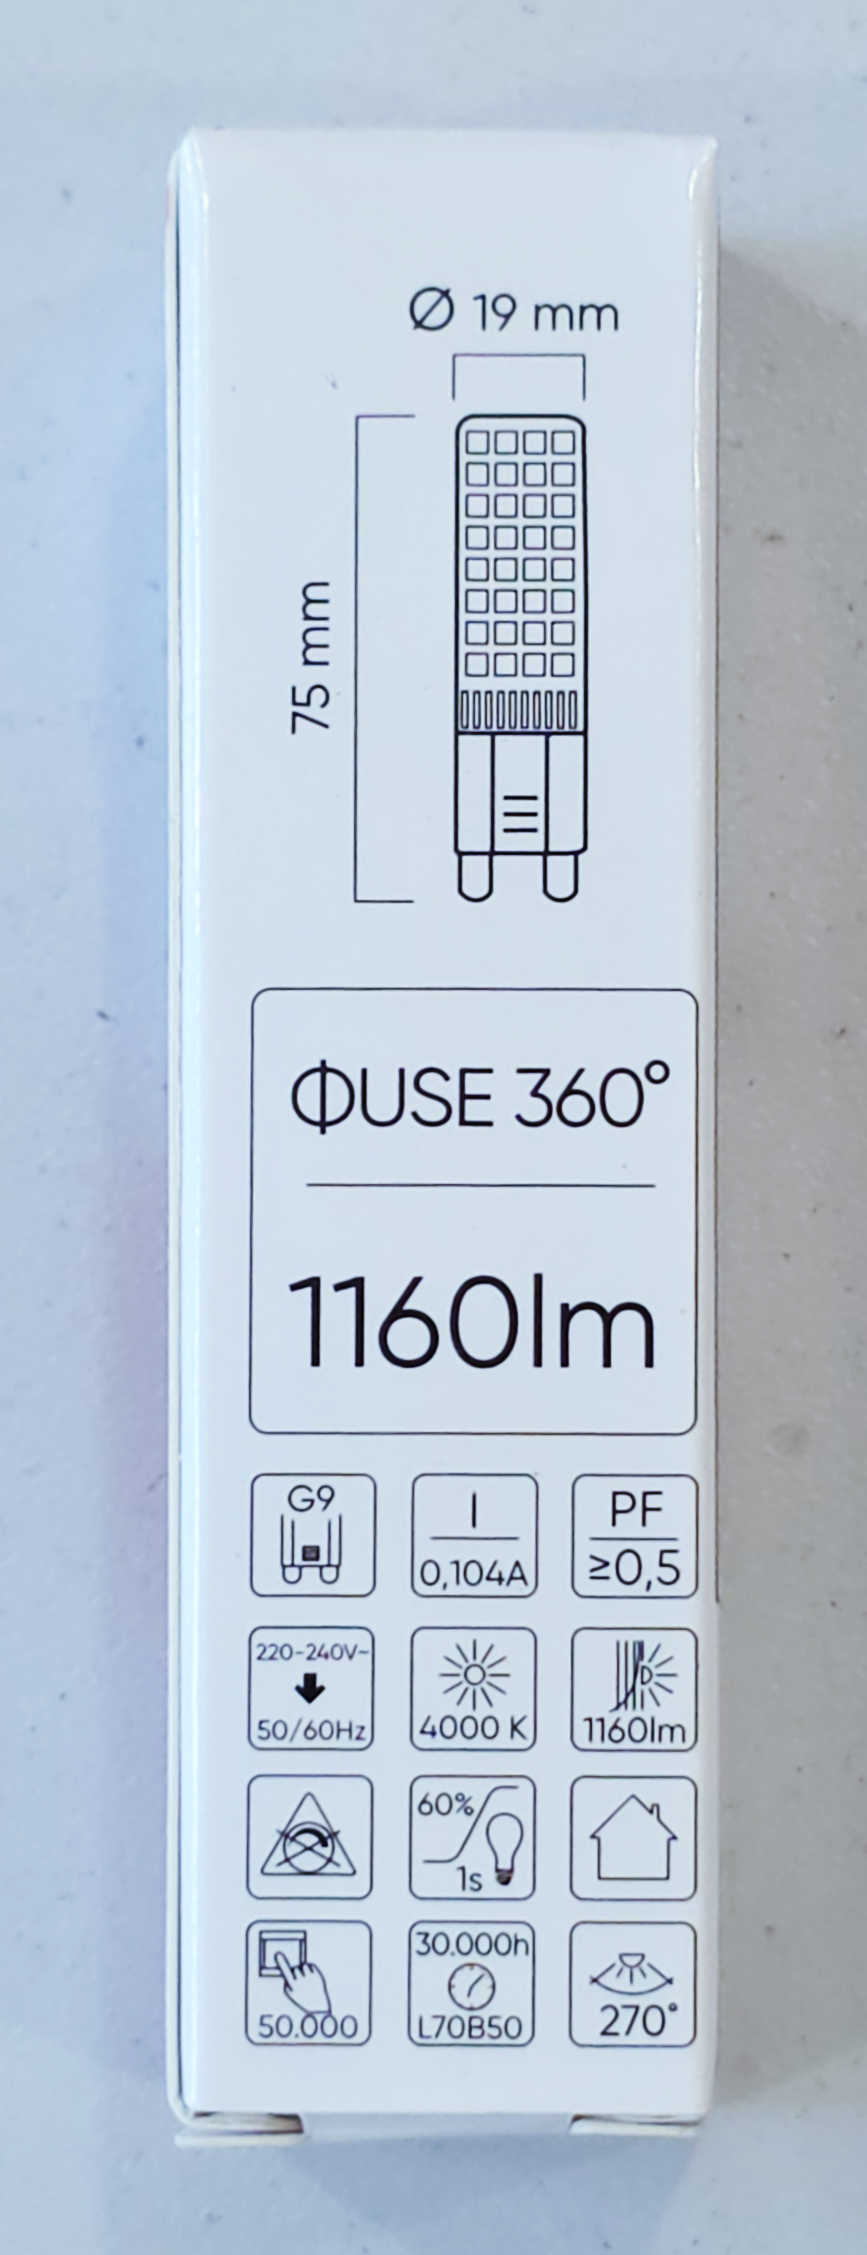 Ø 19 mm
75 mm
ΦUSE 360°
1160lm
G9
I
0,104A
PF
≥0,5
220-240V~
50/60Hz
4000 K
1160lm
60%
1s
50.000
30.000h
L70B50
270°